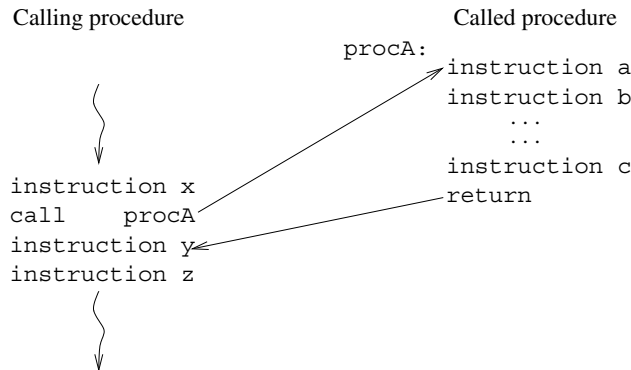 Calling procedure
instruction x
call procA
instruction y
instruction z
Called procedure
procA:
instruction a
instruction b
...
...
instruction c
return